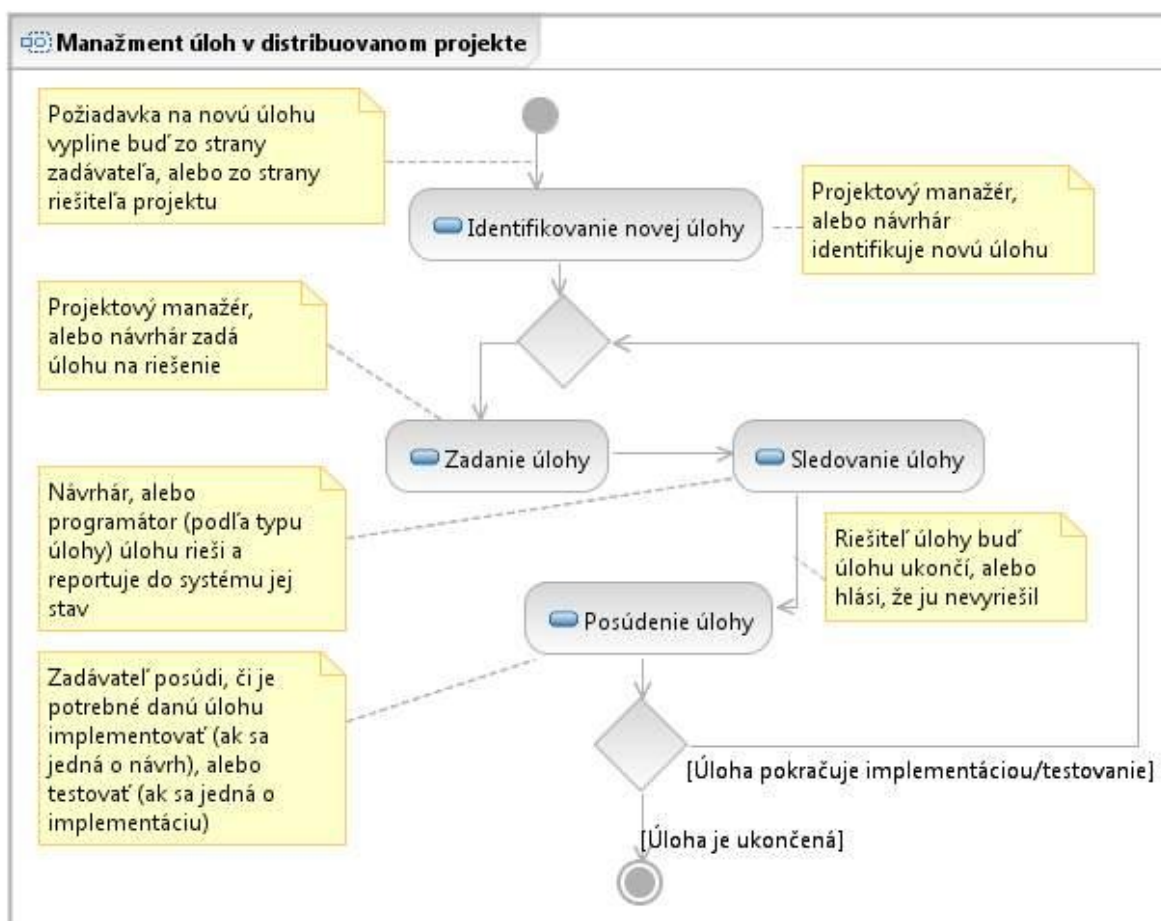 Manažment úloh v distribuovanom projekte
Požiadavka na novú úlohu
vypline buď zo strany
zadávateľa, alebo zo strany
riešiteľa projektu
Identifikovanie novej úlohy
Projektový manažér,
alebo návrhár
identifikuje novú úlohu
Projektový manažér,
alebo návrhár zadá
úlohu na riešenie
Zadanie úlohy
Sledovanie úlohy
Návrhár, alebo
programátor (podľa typu
úlohy) úlohu rieši a
reportuje do systému jej
stav
Riešiteľ úlohy buď
úlohu ukončí, alebo
hlási, že ju nevyriešil
Posúdenie úlohy
Zadávateľ posúdi, či je
potrebné danú úlohu
implementovať (ak sa
jedná o návrh), alebo
testovať (ak sa jedná o
implementáciu)
[Úloha pokračuje implementáciou/testovanie]
[Úloha je ukončená]